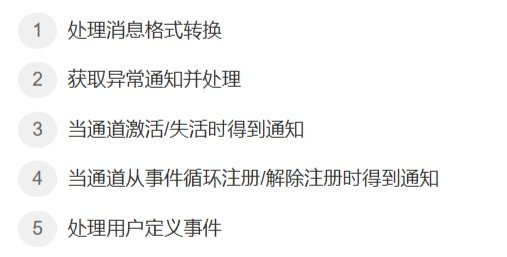 1 处理消息格式转换
2 获取异常通知并处理
3 当通道激活/失活时得到通知
4 当通道从事件循环注册/解除注册时得到通知
5 处理用户定义事件